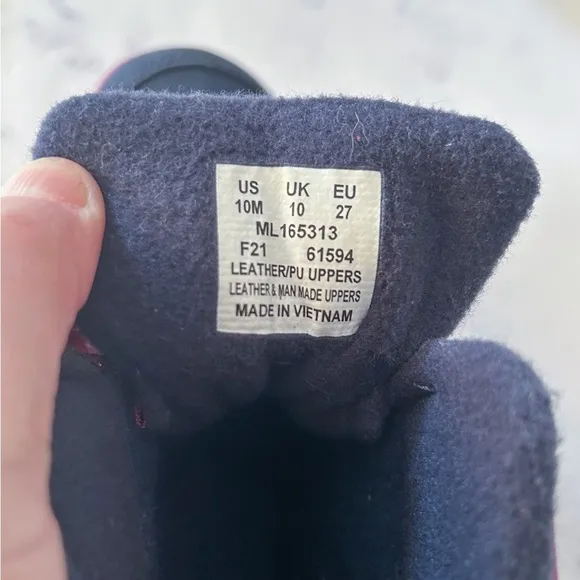 US UK EU
10M 10 27
ML165313
F21 61594
LEATHER/PU UPPERS
LEATHER & MAN MADE UPPERS
MADE IN VIETNAM